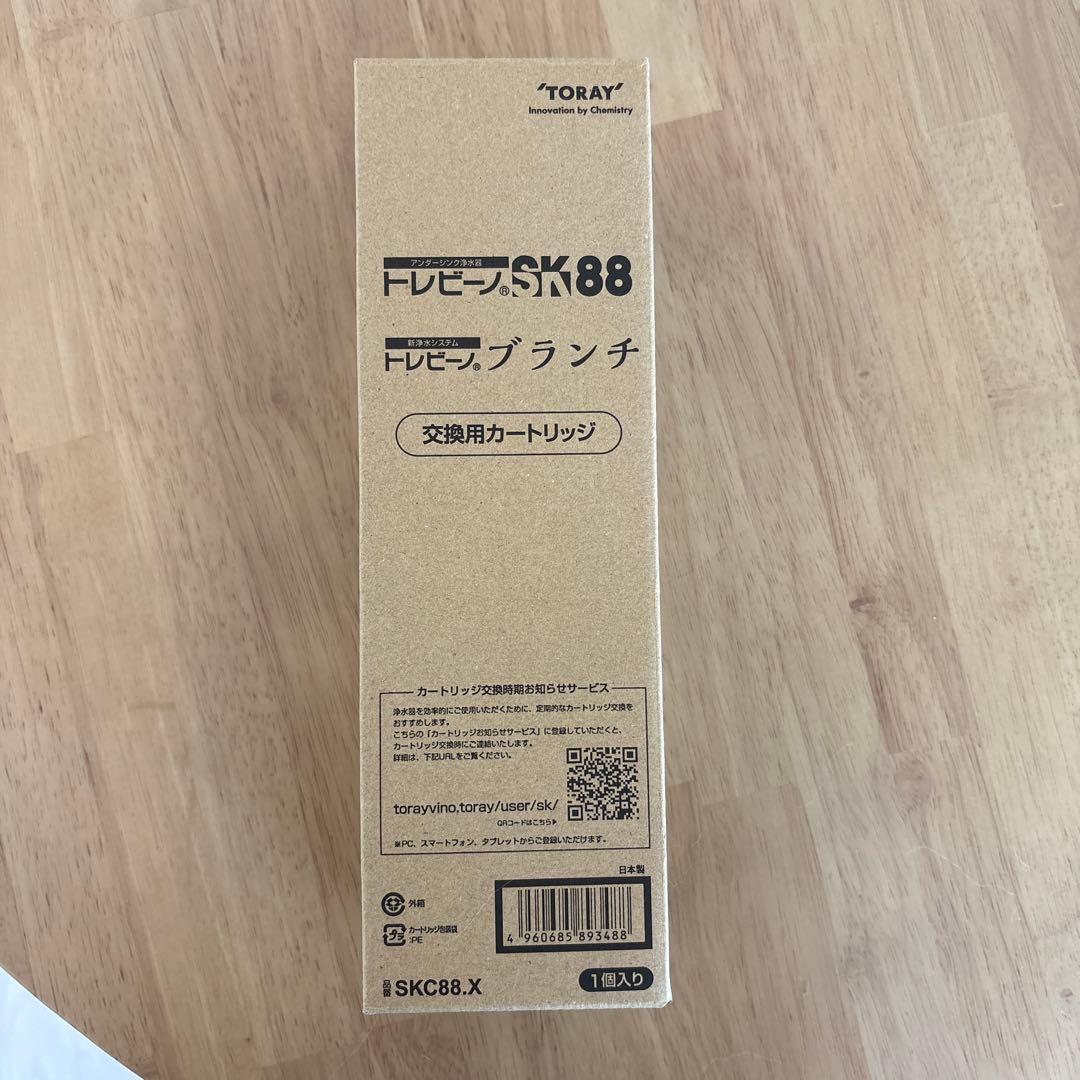 'TORAY'
Innovation by Chemistry
アンダーシンク浄水器
トレビーノ®SK88
新浄水システム
トレビーノ®ブランチ
交換用カートリッジ
カートリッジ交換時期お知らせサービス
浄水器を効率的にご使用いただくために、定期的なカートリッジ交換を
おすすめします。
こちらの「カートリッジお知らせサービス」に登録していただくと、
カートリッジ交換時にご連絡いたします。
詳細は、下記URLをご覧ください。
torayvino.toray/user/sk/
QRコードはこちら▶
※PC、スマートフォン、タブレットからご登録いただけます。
日本製
外箱
プラ
カートリッジ包装袋
:PE
4 960685 893488
品番 SKC88.X
1個入り